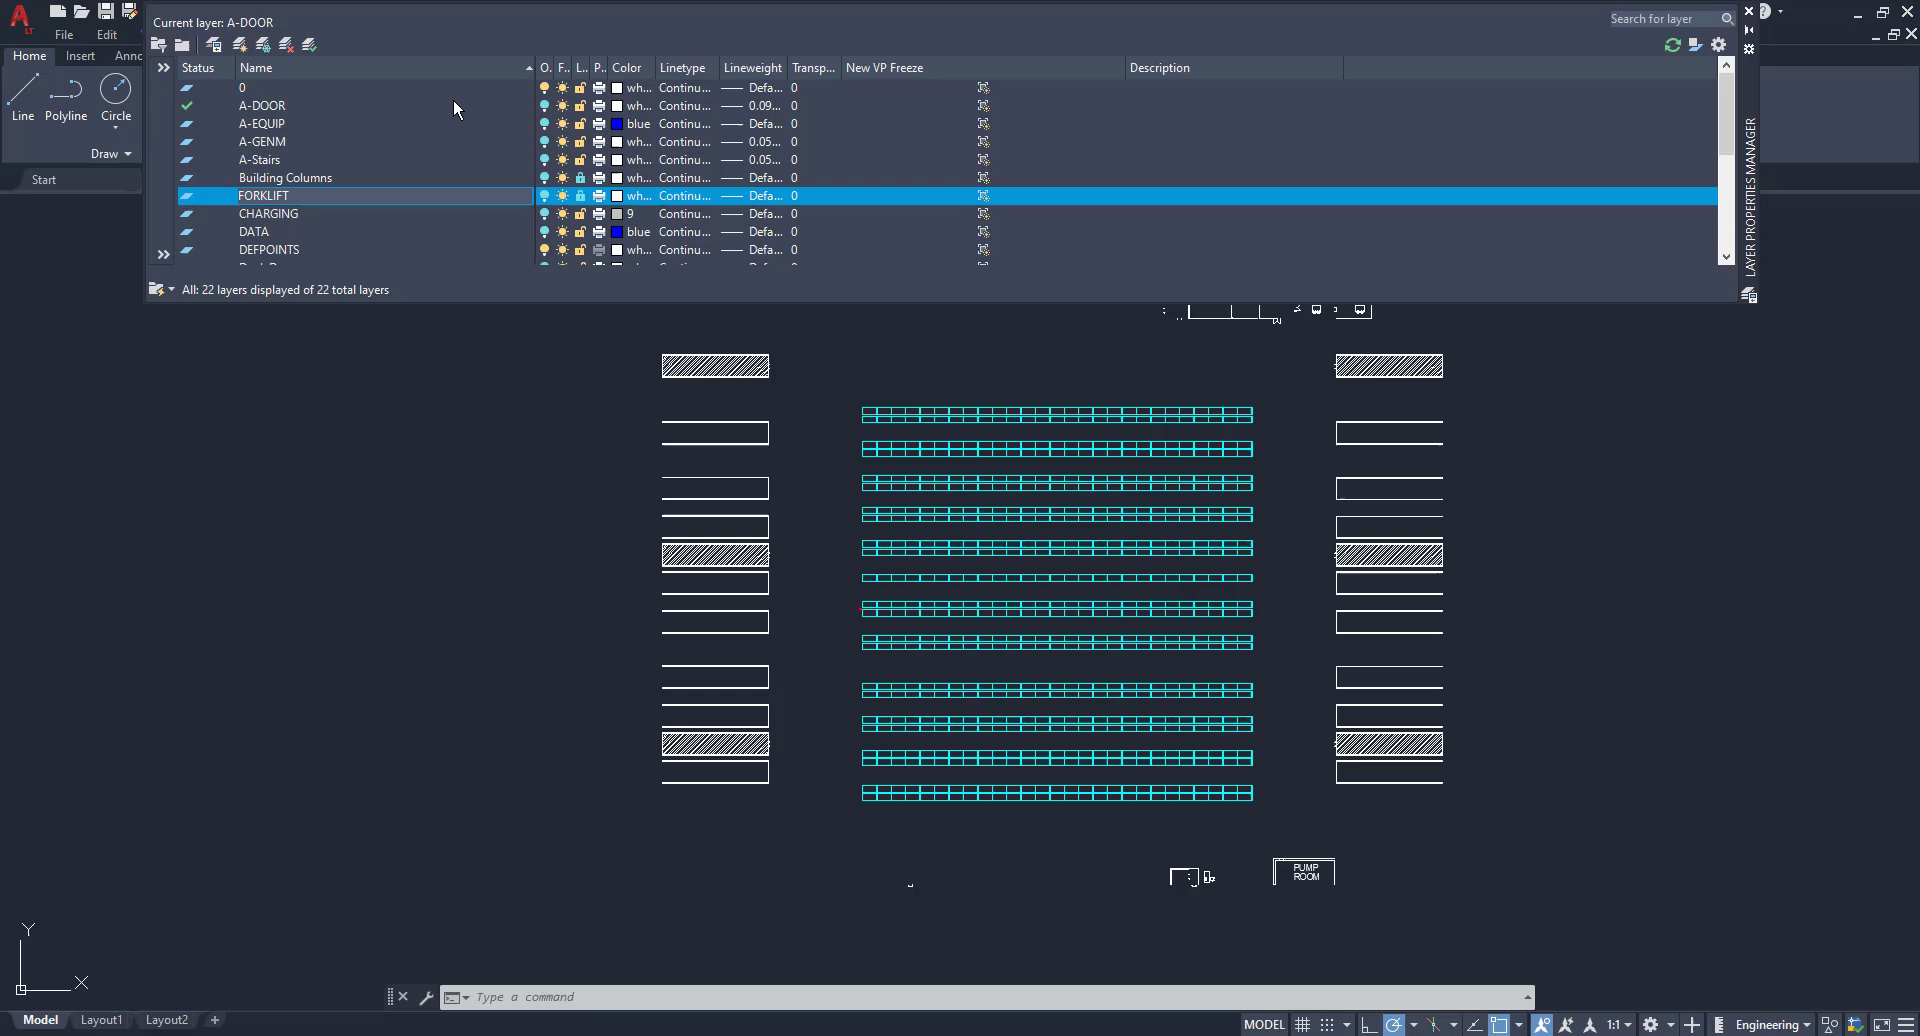 Current layer: A-DOOR
Search for layer
LT
File Edit
Home Insert Anno
Status Name O. F.. L.. P.. Color Linetype Lineweight Transp... New VP Freeze Description
0 wh... Continu... Defa... 0
A-DOOR wh... Continu... 0.09... 0
A-EQUIP blue Continu... Defa... 0
A-GENM wh... Continu... 0.05... 0
A-Stairs wh... Continu... 0.05... 0
Building Columns wh... Continu... Defa... 0
FORKLIFT wh... Continu... Defa... 0
CHARGING 9 Continu... Defa... 0
DATA blue Continu... Defa... 0
DEFPOINTS wh... Continu... Defa... 0
All: 22 layers displayed of 22 total layers
LAYER PROPERTIES MANAGER
Line Polyline Circle
Draw
Start
PUMP
ROOM
Y
X
Type a command
Model Layout1 Layout2 +
MODEL 1:1 Engineering